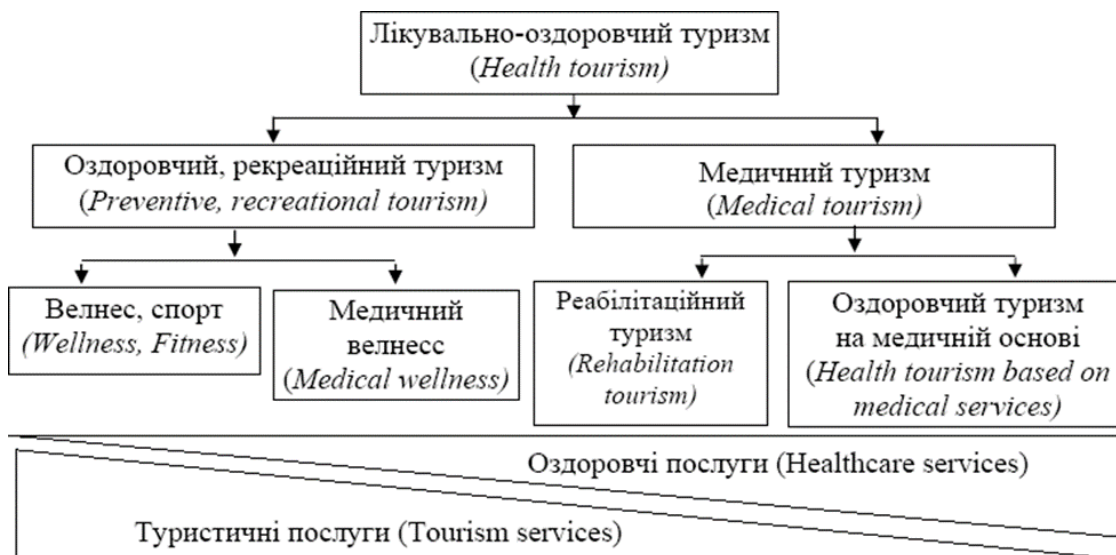 Лікувально-оздоровчий туризм
(Health tourism)
Оздоровчий, рекреаційний туризм
(Preventive, recreational tourism)
Медичний туризм
(Medical tourism)
Велнес, спорт
(Wellness, Fitness)
Медичний
велнесс
(Medical wellness)
Реабілітаційний
туризм
(Rehabilitation
tourism)
Оздоровчий туризм
на медичній основі
(Health tourism based on
medical services)
Оздоровчі послуги (Healthcare services)
Туристичні послуги (Tourism services)